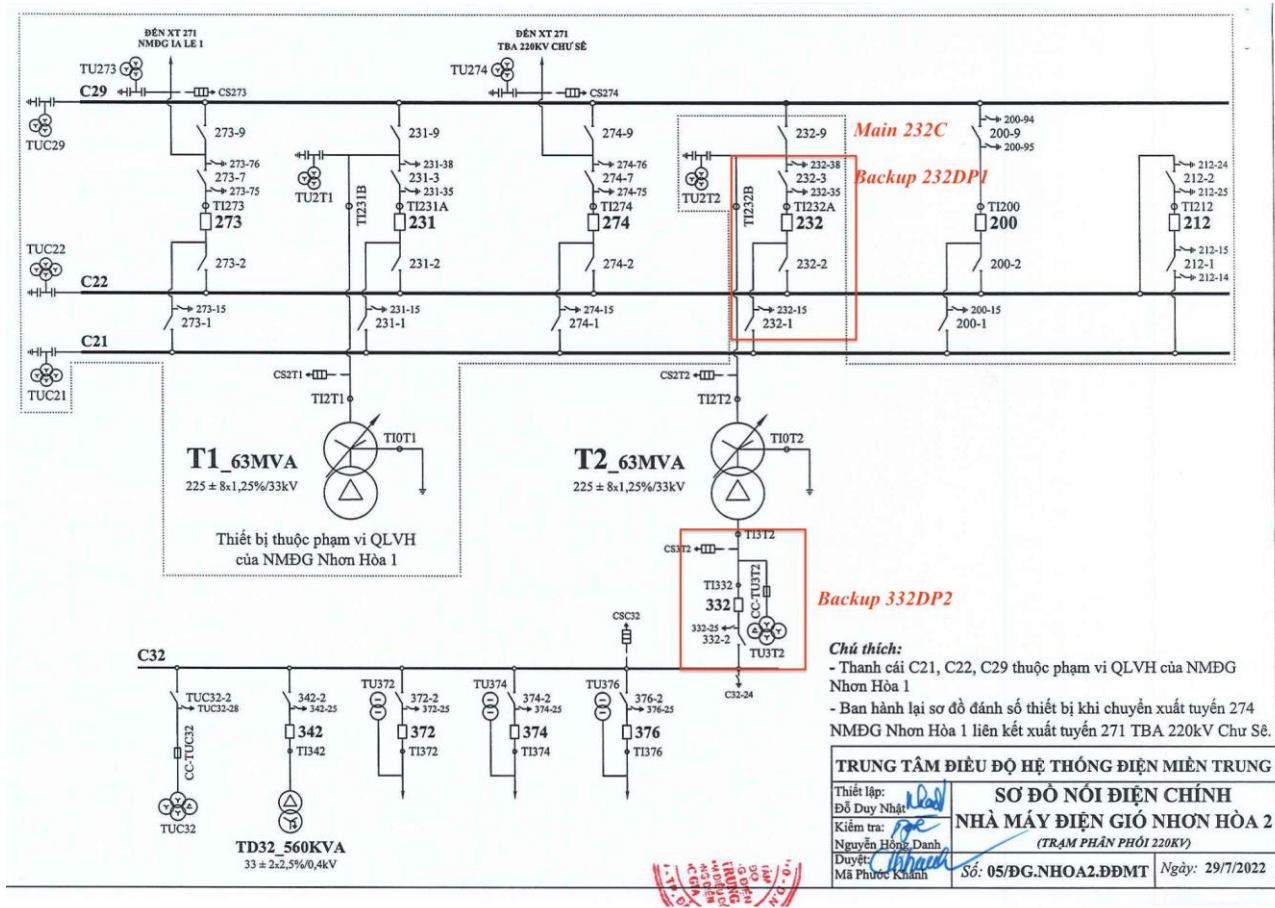 ĐẾN XT 271
NMĐG IA LE 1
ĐẾN XT 271
TBA 220KV CHƯ SÊ
TU273
CS273
TU274
CS274
C29
TUC29
273-9
231-9
274-9
232-9
Main 232C
200-94
200-9
200-95
273-76
273-7
273-75
TI273
273
TU2T1
TI231B
231-38
231-3
231-35
TI231A
231
274-76
274-7
274-75
TI274
274
TU2T2
TI232B
232-38
232-3
232-35
TI232A
232
Backup 232DP1
TI200
200
212-24
212-2
212-25
TI212
212
TUC22
273-2
231-2
274-2
232-2
200-2
212-15
212-1
212-14
C22
273-15
273-1
231-15
231-1
274-15
274-1
232-15
232-1
200-15
200-1
C21
TUC21
CS2T1
TI2T1
CS2T2
TI2T2
TI0T1
TI0T2
T1_63MVA
225 ± 8x1,25%/33kV
T2_63MVA
225 ± 8x1,25%/33kV
Thiết bị thuộc phạm vi QLVH
của NMĐG Nhơn Hòa 1
TI3T2
CS3T2
TI332
332
CC-TU3T2
332-25
332-2
TU3T2
Backup 332DP2
CSC32
C32
C32-24
TUC32-2
TUC32-28
CC-TUC32
TUC32
342-2
342-25
342
TI342
TD32_560KVA
33 ± 2x2,5%/0,4kV
TU372
372-2
372-25
372
TI372
TU374
374-2
374-25
374
TI374
TU376
376-2
376-25
376
TI376
Chú thích:
- Thanh cái C21, C22, C29 thuộc phạm vi QLVH của NMĐG
Nhơn Hòa 1
- Ban hành lại sơ đồ đánh số thiết bị khi chuyển xuất tuyến 274
NMĐG Nhơn Hòa 1 liên kết xuất tuyến 271 TBA 220kV Chư Sê.
TRUNG TÂM ĐIỀU ĐỘ HỆ THỐNG ĐIỆN MIỀN TRUNG
Thiết lập:
Đỗ Duy Nhật
Kiểm tra:
Nguyễn Hồng Danh
Duyệt:
Mã Phước Khánh
SƠ ĐỒ NỐI ĐIỆN CHÍNH
NHÀ MÁY ĐIỆN GIÓ NHƠN HÒA 2
(TRẠM PHÂN PHỐI 220KV)
Số: 05/ĐG.NHOA2.ĐĐMT
Ngày: 29/7/2022